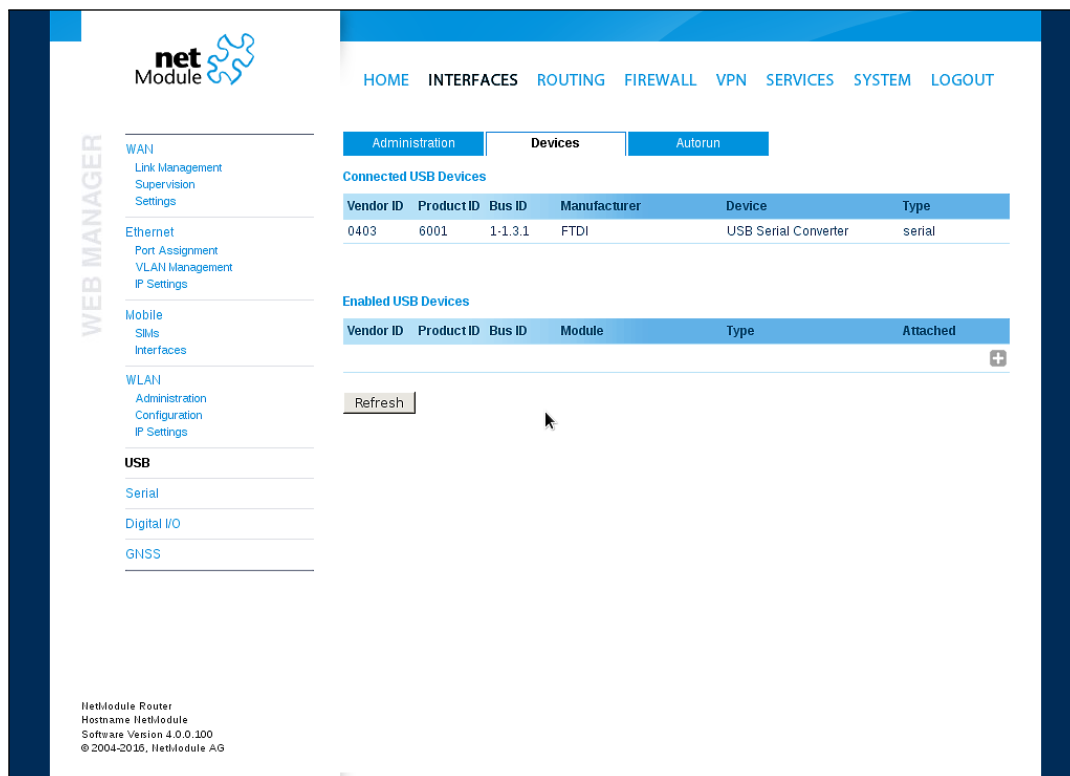 net
Module
HOME INTERFACES ROUTING FIREWALL VPN SERVICES SYSTEM LOGOUT
WEB MANAGER
WAN
Link Management
Supervision
Settings
Ethernet
Port Assignment
VLAN Management
IP Settings
Mobile
SIMs
Interfaces
WLAN
Administration
Configuration
IP Settings
USB
Serial
Digital I/O
GNSS
Administration Devices Autorun
Connected USB Devices
Vendor ID Product ID Bus ID Manufacturer Device Type
0403 6001 1-1.3.1 FTDI USB Serial Converter serial
Enabled USB Devices
Vendor ID Product ID Bus ID Module Type Attached
Refresh
NetModule Router
Hostname NetModule
Software Version 4.0.0.100
© 2004-2016, NetModule AG